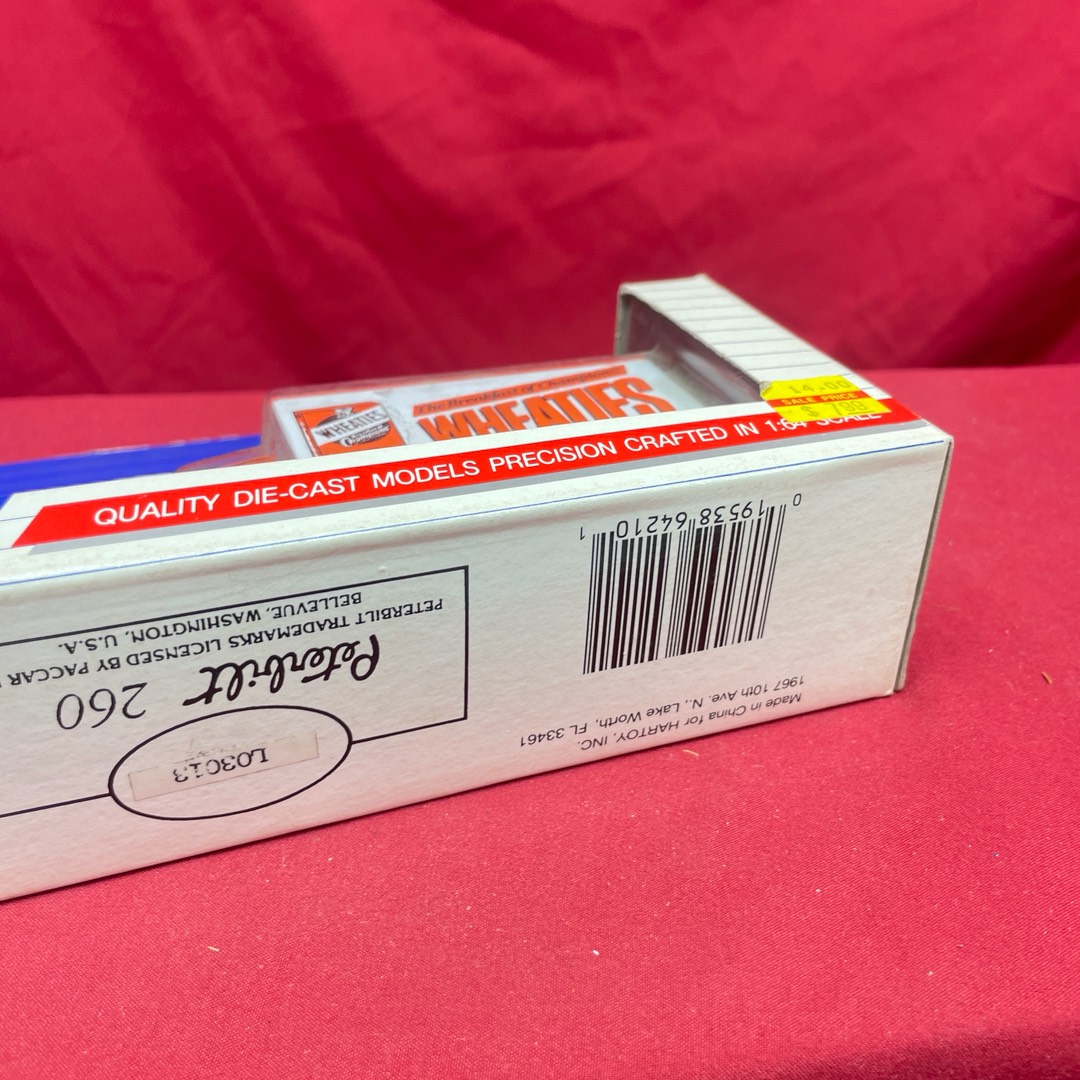 14.00
SALE PRICE
$ 7.99
The Breakfast of Champions
WHEATIES
WHEATIES
QUALITY DIE-CAST MODELS PRECISION CRAFTED IN 1:64 SCALE
Made in China for HARTOY, INC.
1967 10th Ave. N., Lake Worth, FL 33461
0 19538 64210 1
L03013
Peterbilt 260
PETERBILT TRADEMARKS LICENSED BY PACCAR
BELLEVUE, WASHINGTON, U.S.A.